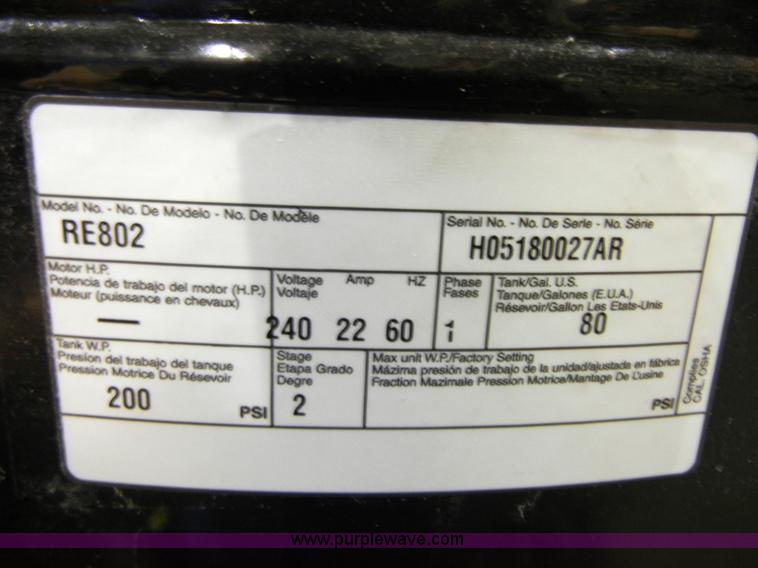 Model No. - No. De Modelo - No. De Modèle
RE802
Serial No. - No. De Serie - No. Série
H05180027AR
Motor H.P.
Potencia de trabajo del motor (H.P.)
Moteur (puissance en chevaux)
—
Voltage Amp HZ
Voltaje
240 22 60
Phase
Fases
1
Tank/Gal. U.S.
Tanque/Galones (E.U.A.)
Résevoir/Gallon Les Etats-Unis
80
Tank W.P.
Presion del trabajo del tanque
Pression Motrice Du Résevoir
200 PSI
Stage
Etapa Grado
Degre
2
Max unit W.P./Factory Setting
Mázima presión de trabajo de la unidad/ajustada en fábrica
Fraction Mazimale Pression Motrice/Mantage De L'usine
PSI
Complies
CAL OSHA
www.purplewave.com